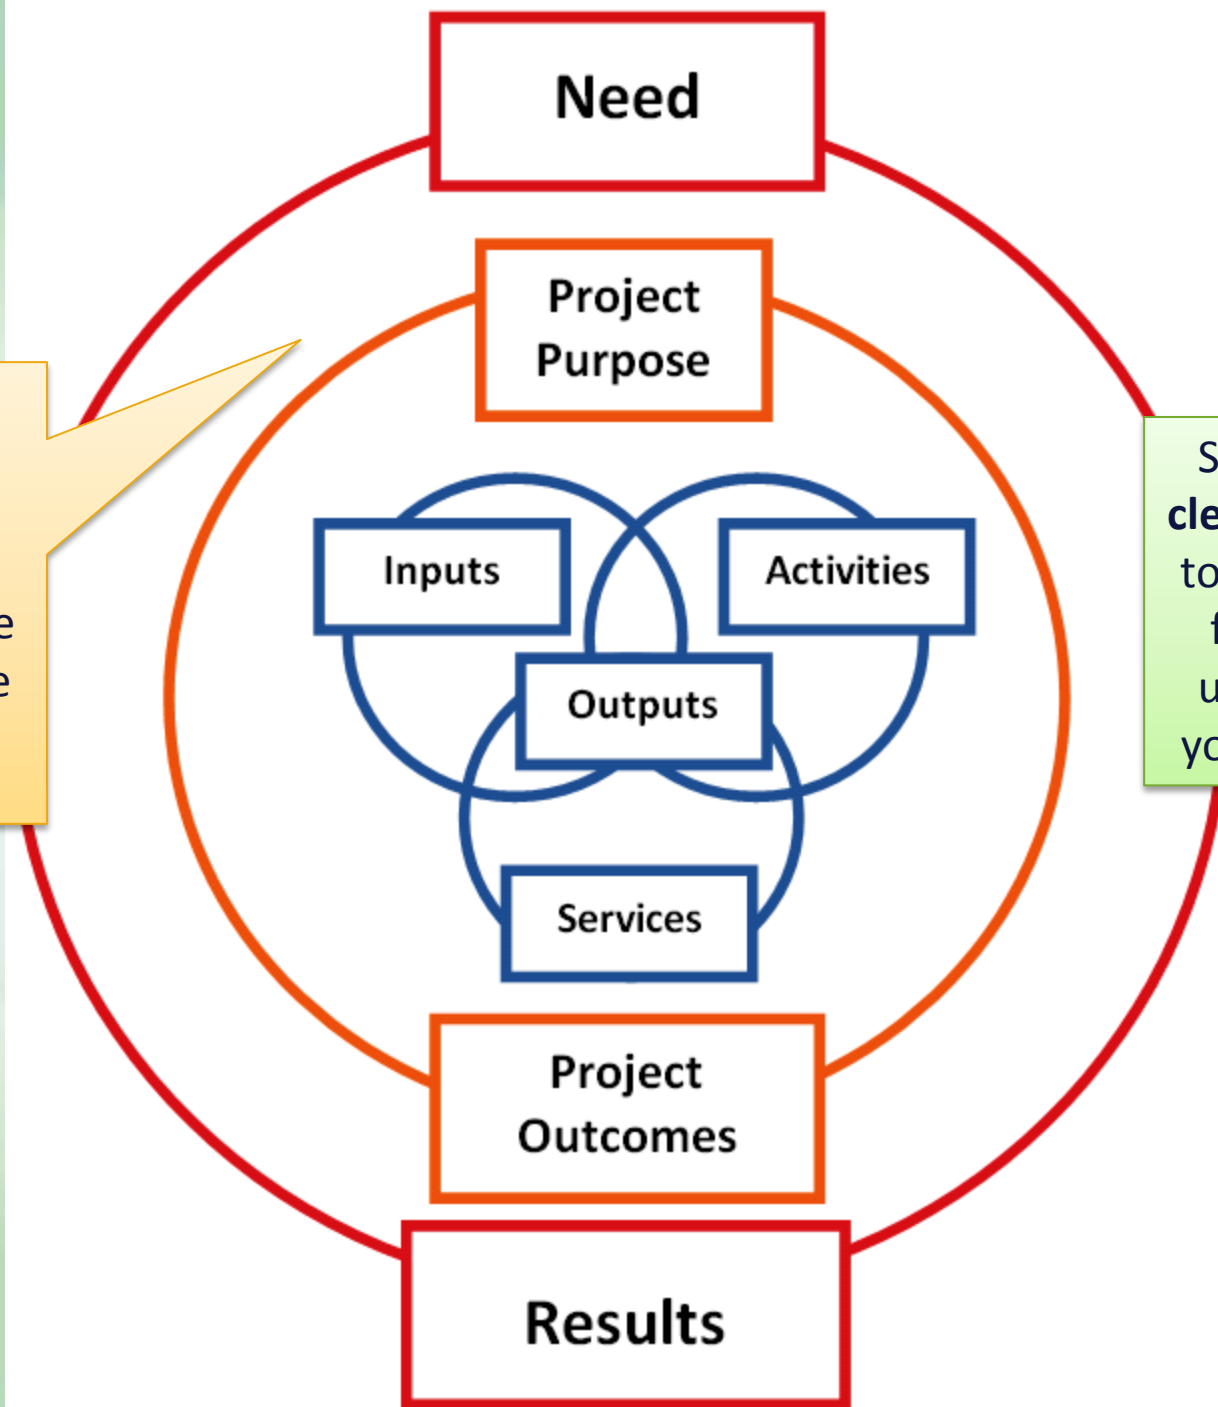 Need
Project
Purpose
Inputs
Activities
Outputs
Services
Project
Outcomes
Results